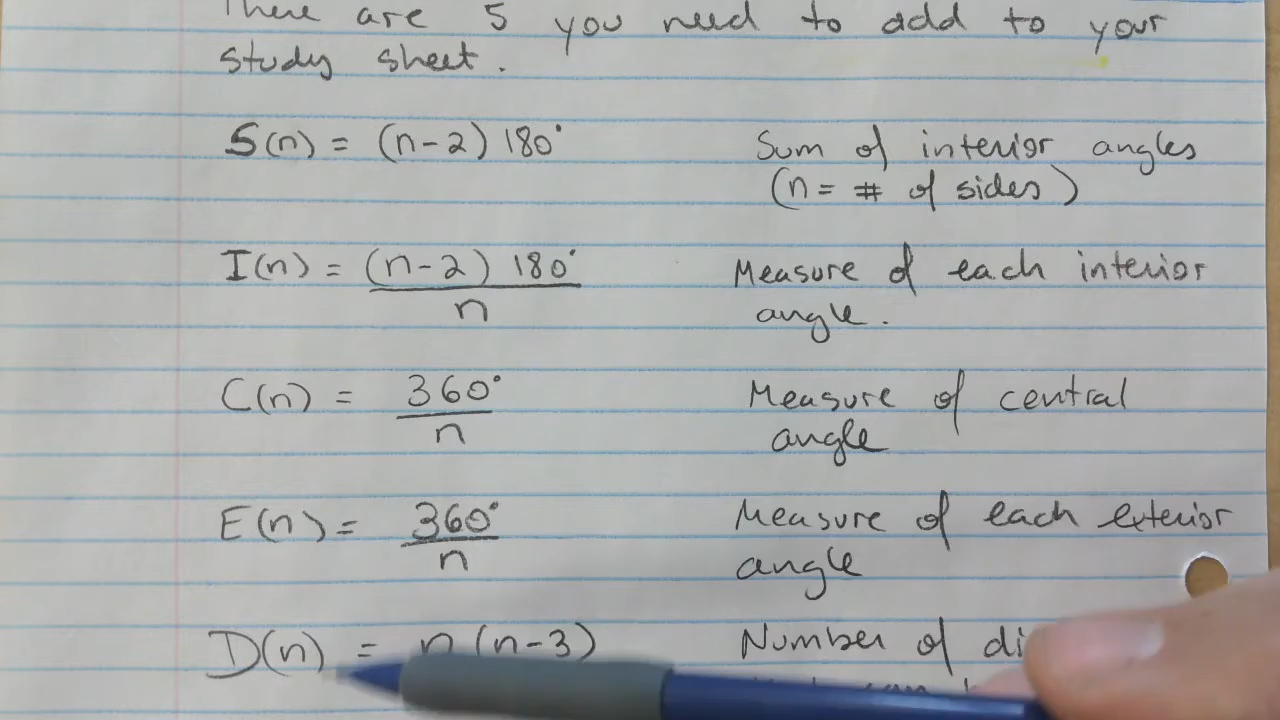 There are 5 you need to add to your
study sheet.
S(n) = (n-2) 180° Sum of interior angles
(n = # of sides)
I(n) = (n-2) 180° Measure of each interior
n angle.
C(n) = 360° Measure of central
n angle
E(n) = 360° Measure of each exterior
n angle
D(n) = n(n-3) Number of